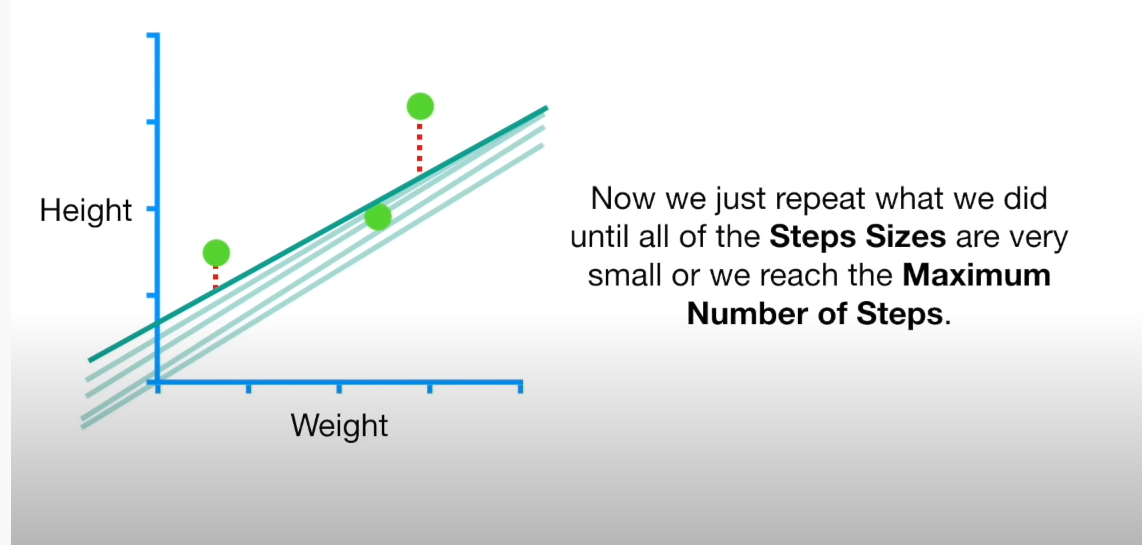 Height
Weight
Now we just repeat what we did
until all of the Steps Sizes are very
small or we reach the Maximum
Number of Steps.